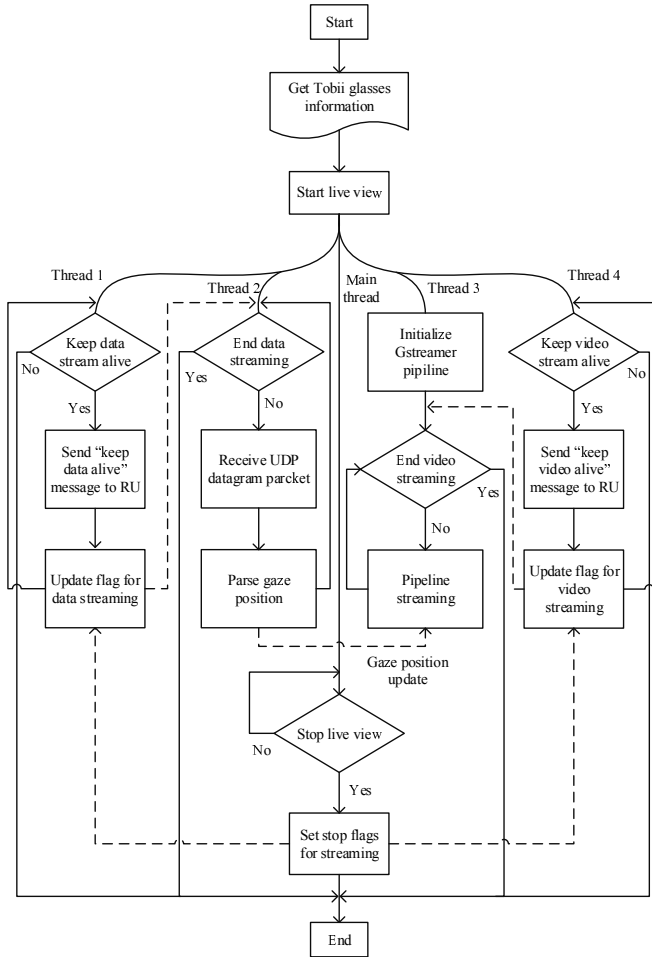 Start
Get Tobii glasses
information
Start live view
Thread 1
Thread 2
Main
thread
Thread 3
Thread 4
Keep data
stream alive
No
Yes
End data
streaming
Yes
No
Initialize
Gstreamer
pipiline
Keep video
stream alive
No
Yes
Send “keep
data alive”
message to RU
Receive UDP
datagram parcket
End video
streaming
Yes
No
Send “keep
video alive”
message to RU
Update flag for
data streaming
Parse gaze
position
Pipeline
streaming
Update flag for
video
streaming
Gaze position
update
Stop live view
No
Yes
Set stop flags
for streaming
End